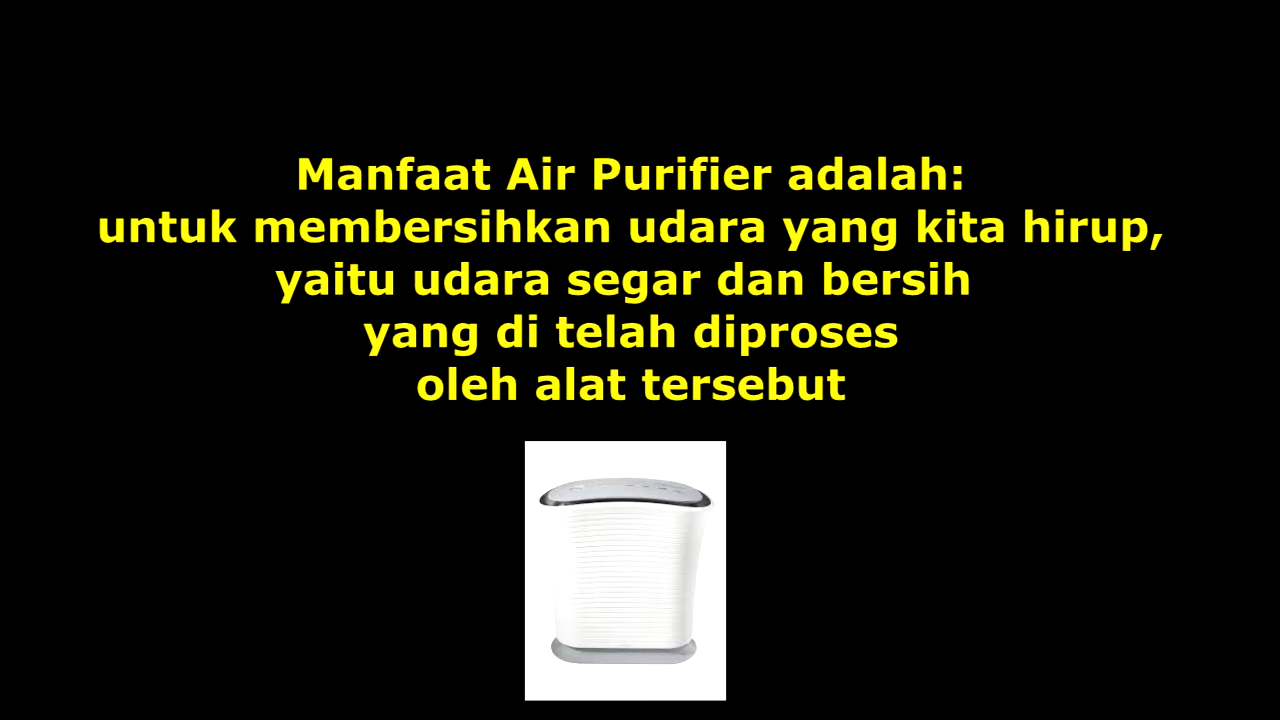 Manfaat Air Purifier adalah:
untuk membersihkan udara yang kita hirup,
yaitu udara segar dan bersih
yang di telah diproses
oleh alat tersebut